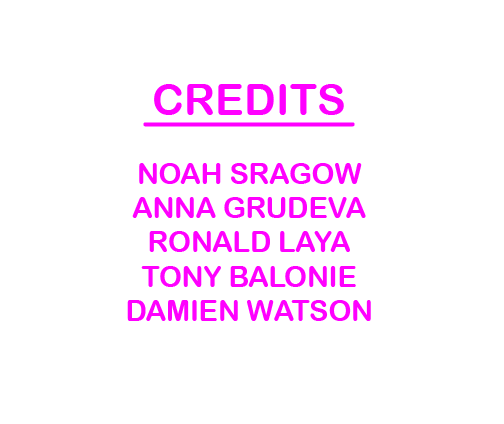 CREDITS
NOAH SRAGOW
ANNA GRUDEVA
RONALD LAYA
TONY BALONIE
DAMIEN WATSON